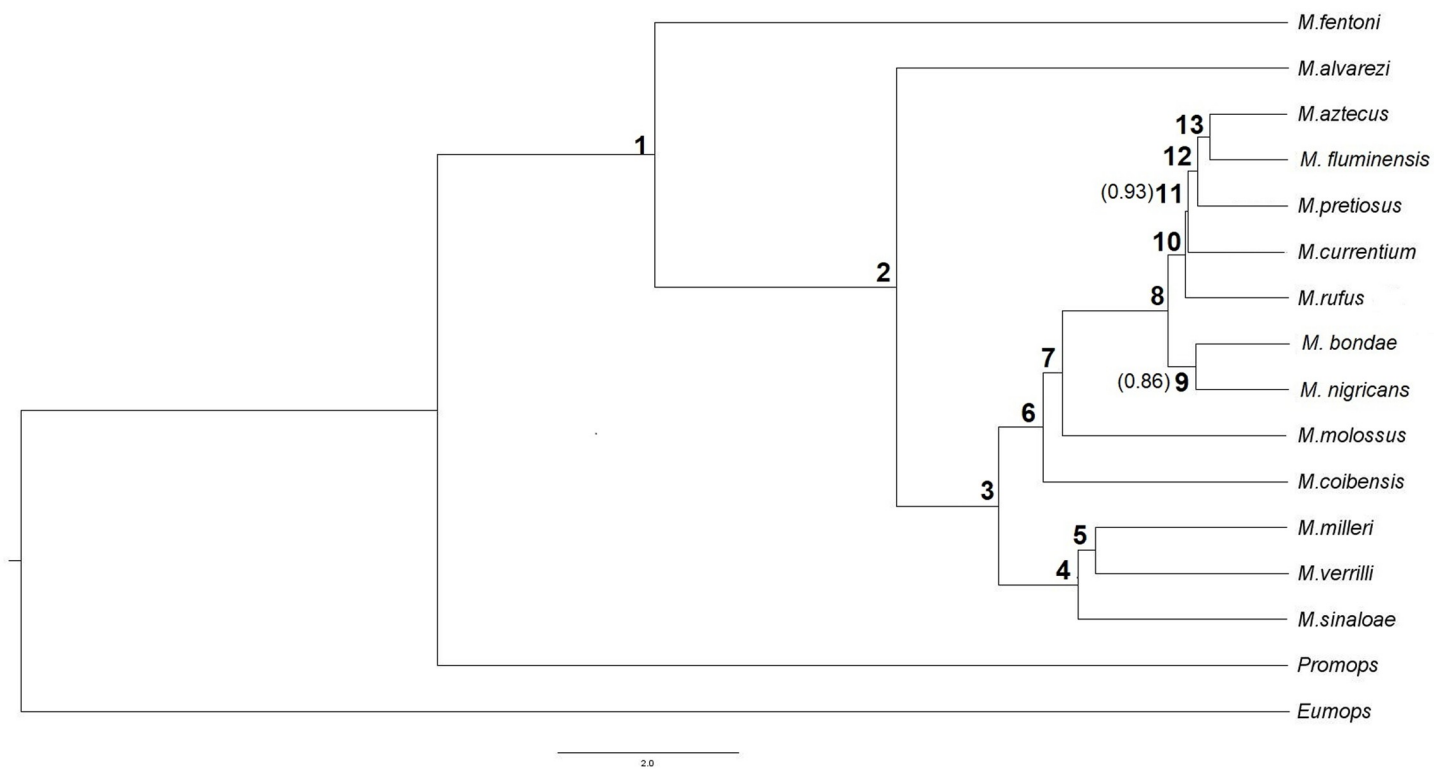 M.fentoni
M.alvarezi
M.aztecus
13
M. fluminensis
12
(0.93)11
M.pretiosus
10
M.currentium
8
M.rufus
1
2
M. bondae
7
(0.86) 9
M. nigricans
6
M.molossus
3
M.coibensis
5
M.milleri
4
M.verrilli
M.sinaloae
Promops
Eumops
2.0